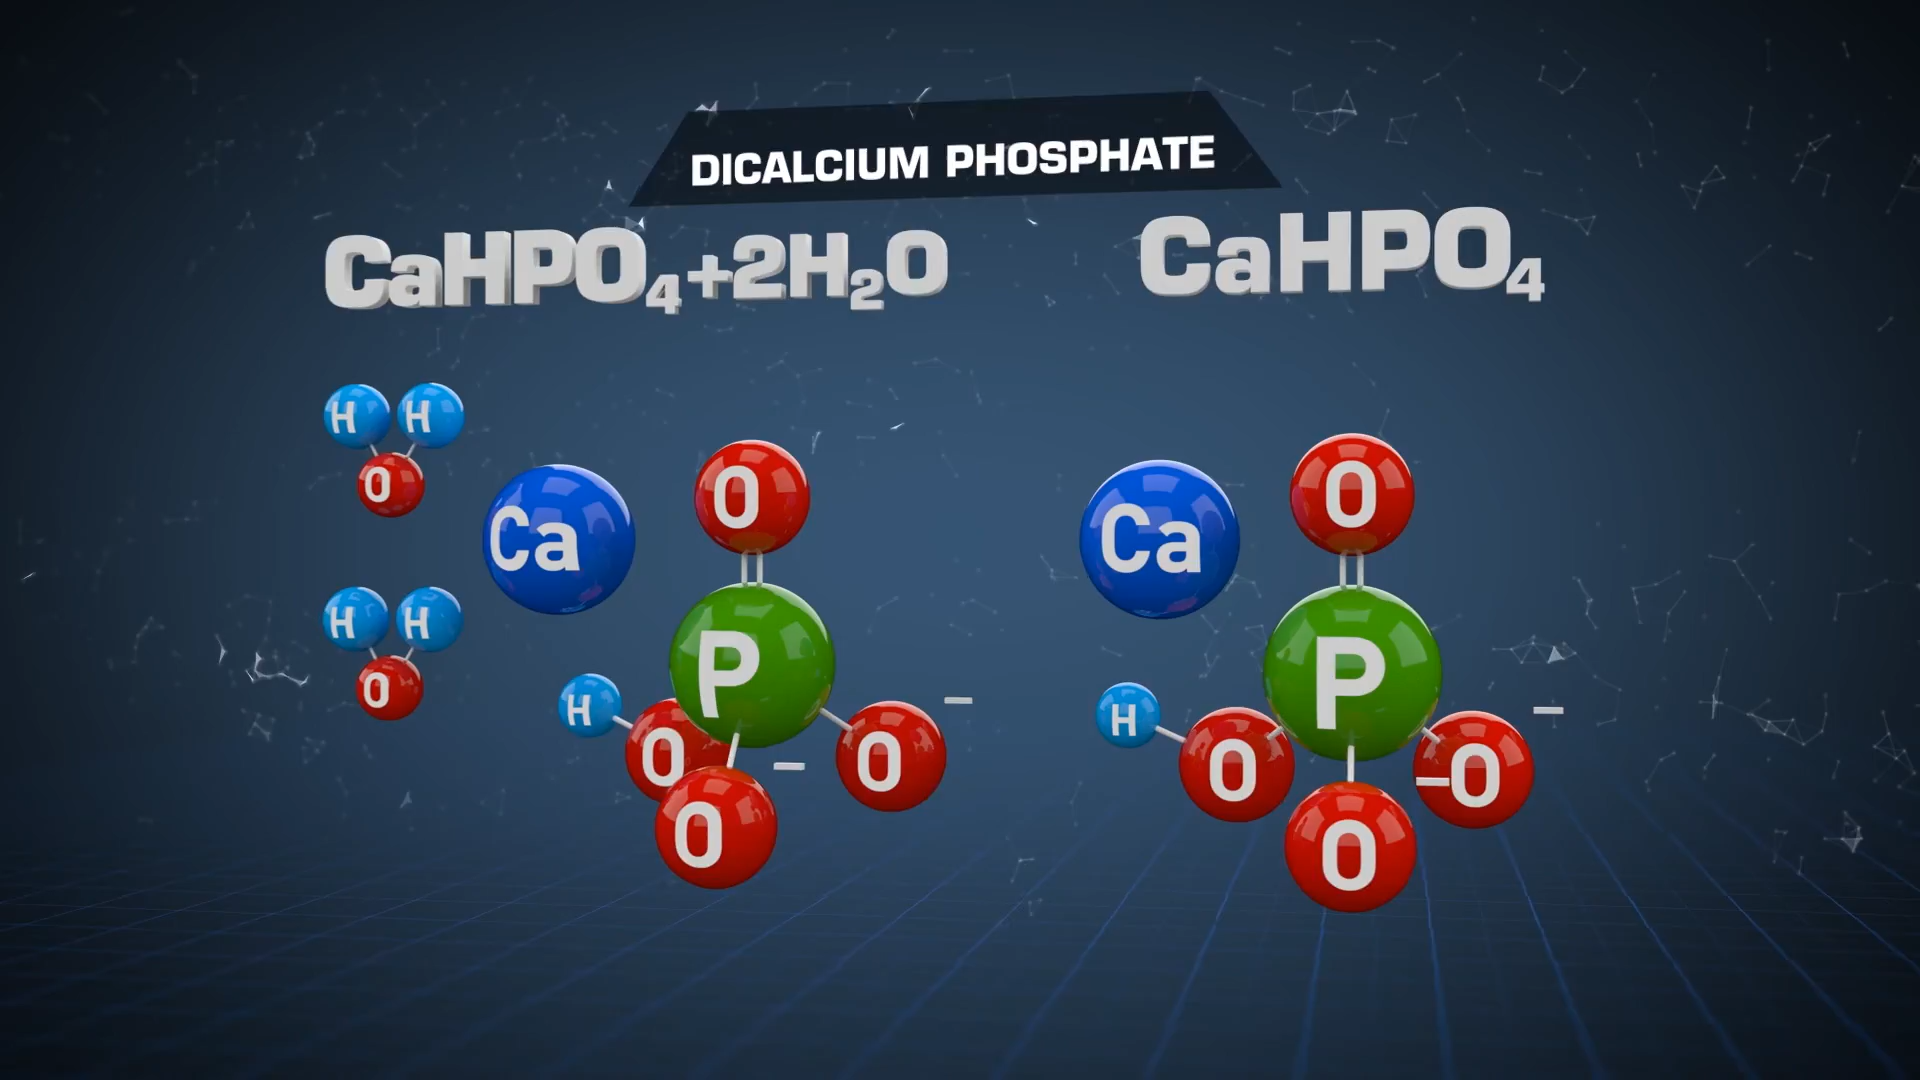 DICALCIUM PHOSPHATE
CaHPO₄+2H₂O
CaHPO₄
H H
O
Ca
O
H H
O
P
H
O
O
–
–
O
Ca
O
P
H
O
O
–
–
O